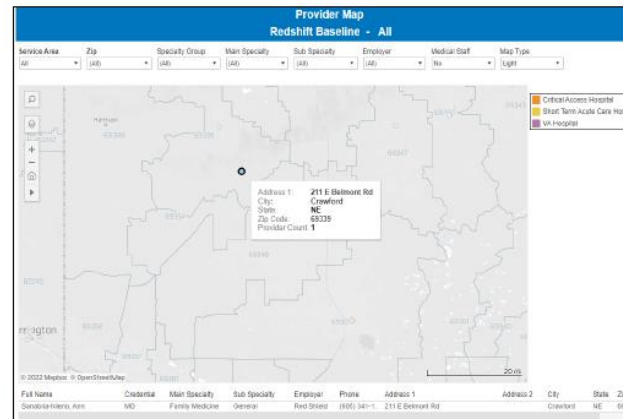 Provider Map
Redshift Baseline - All
Service Area Zip Specialty Group Main Specialty Sub Specialty Employer Medical Staff Map Type
All (All) (All) (All) (All) (All) No Light
Critical Access Hospital
Short Term Acute Care Ho
VA Hospital
Harrison
69347
Address 1: 211 E Belmont Rd
City: Crawford
State: NE
Zip Code: 69339
Provider Count: 1
20 mi
© 2022 Mapbox © OpenStreetMap
Full Name Credential Main Specialty Sub Specialty Employer Phone Address 1 Address 2 City State
MD Family Medicine General Red Shield 211 E Belmont Rd Crawford NE